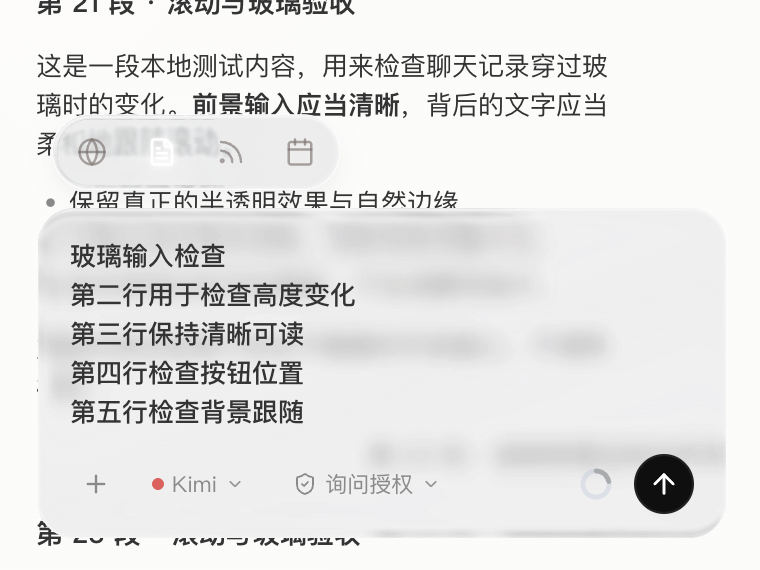 第 21 段 · 滚动与玻璃验收
这是一段本地测试内容，用来检查聊天记录穿过玻
璃时的变化。前景输入应当清晰，背后的文字应当
柔
保留真正的半透明效果与自然边缘
玻璃输入检查
第二行用于检查高度变化
第三行保持清晰可读
第四行检查按钮位置
第五行检查背景跟随
Kimi
询问授权
段 · 滚动与玻璃验收